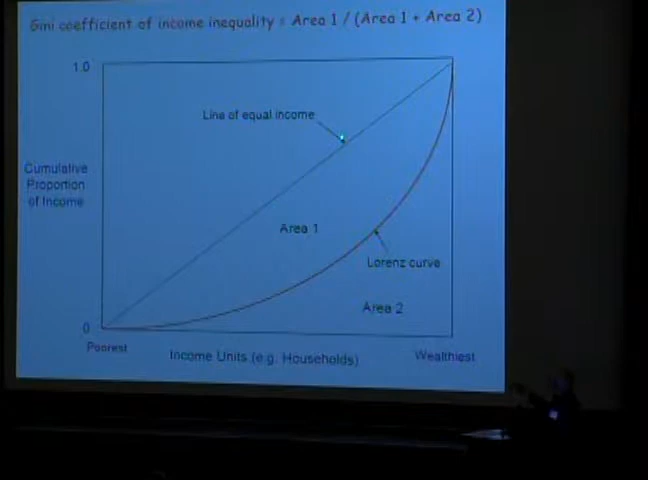 Gini coefficient of income inequality = Area 1 / (Area 1 + Area 2)
1.0
Line of equal income
Cumulative
Proportion
of Income
Area 1
Lorenz curve
Area 2
0
Poorest
Income Units (e.g. Households)
Wealthiest